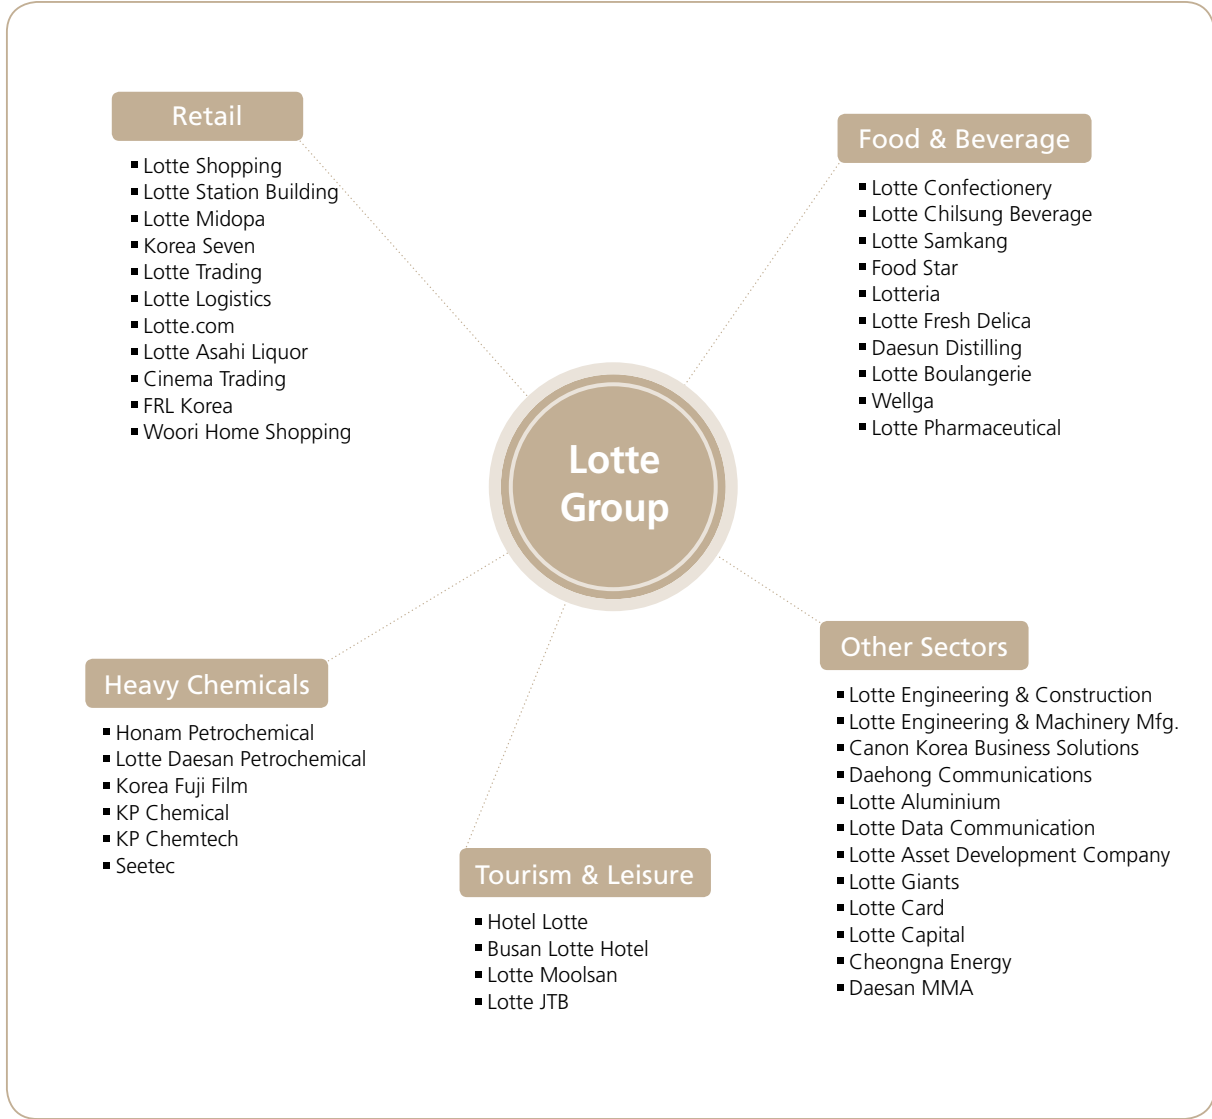 Retail
Lotte Shopping
Lotte Station Building
Lotte Midopa
Korea Seven
Lotte Trading
Lotte Logistics
Lotte.com
Lotte Asahi Liquor
Cinema Trading
FRL Korea
Woori Home Shopping
Food & Beverage
Lotte Confectionery
Lotte Chilsung Beverage
Lotte Samkang
Food Star
Lotteria
Lotte Fresh Delica
Daesun Distilling
Lotte Boulangerie
Wellga
Lotte Pharmaceutical
Lotte
Group
Heavy Chemicals
Honam Petrochemical
Lotte Daesan Petrochemical
Korea Fuji Film
KP Chemical
KP Chemtech
Seetec
Tourism & Leisure
Hotel Lotte
Busan Lotte Hotel
Lotte Moolsan
Lotte JTB
Other Sectors
Lotte Engineering & Construction
Lotte Engineering & Machinery Mfg.
Canon Korea Business Solutions
Daehong Communications
Lotte Aluminium
Lotte Data Communication
Lotte Asset Development Company
Lotte Giants
Lotte Card
Lotte Capital
Cheongna Energy
Daesan MMA